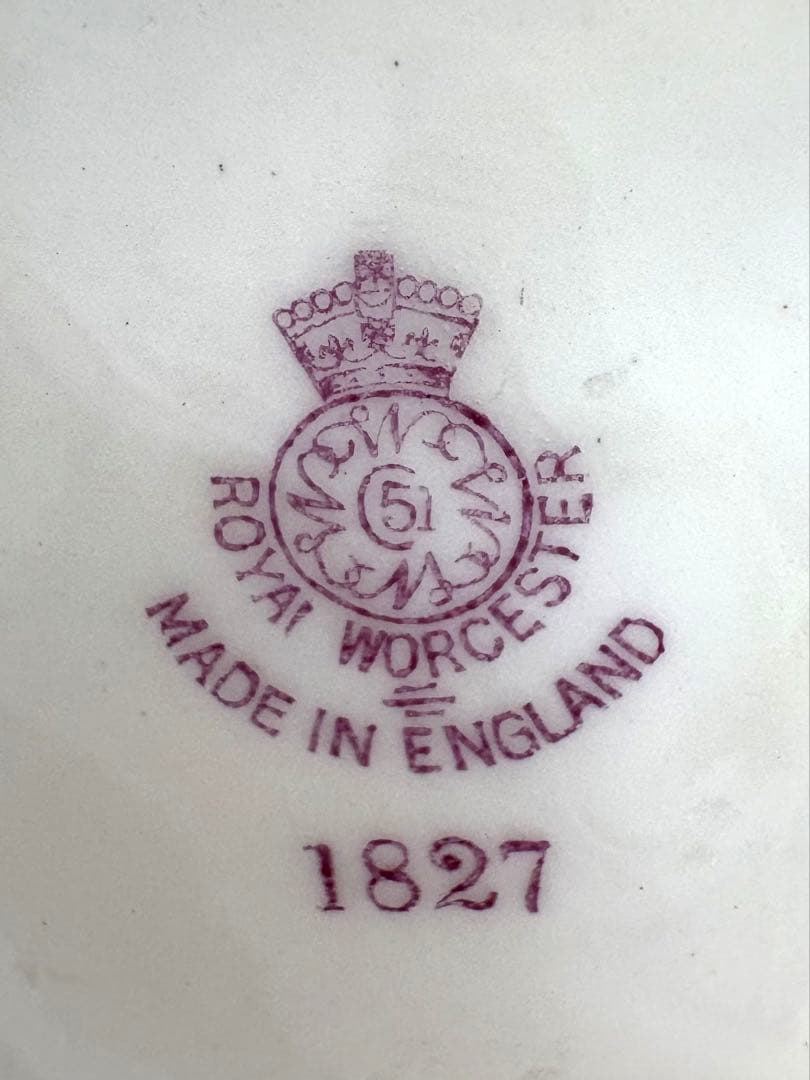 51
ROYAL WORCESTER
MADE IN ENGLAND
1827